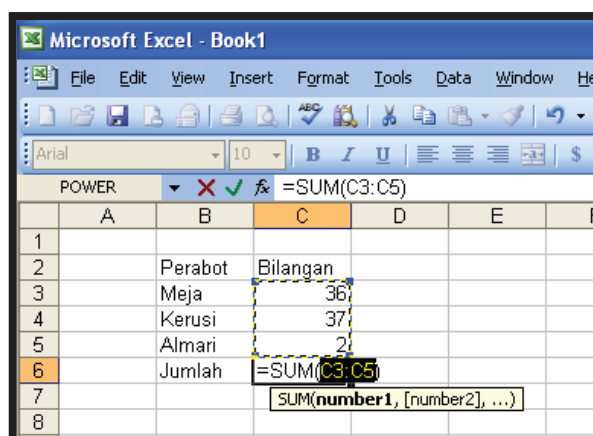 Microsoft Excel - Book1
File Edit View Insert Format Tools Data Window He
ABC
Arial 10 B I U a $
POWER fx =SUM(C3:C5)
A B C D E F
1
2 Perabot Bilangan
3 Meja 36
4 Kerusi 37
5 Almari 2
6 Jumlah =SUM(C3:C5)
7 SUM(number1, [number2], ...)
8